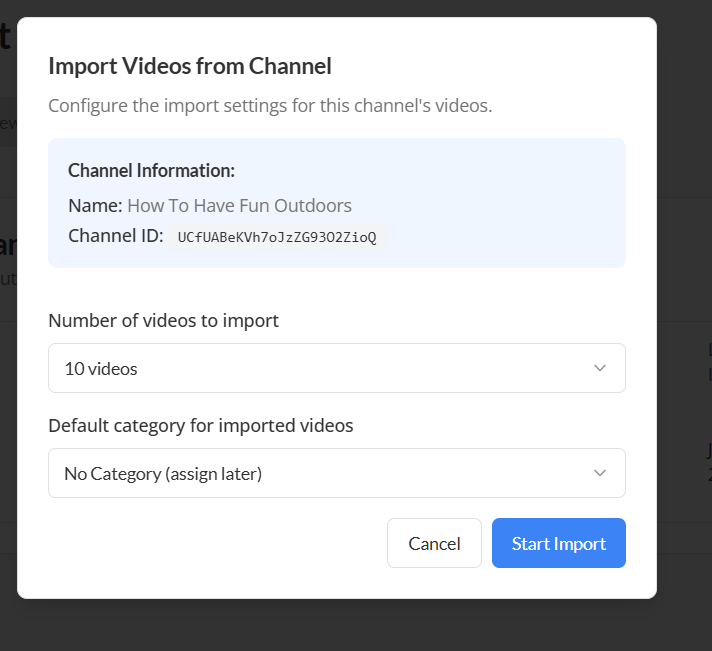 Import Videos from Channel
Configure the import settings for this channel's videos.
Channel Information:
Name: How To Have Fun Outdoors
Channel ID: UCfUABeKVh7oJzZG93O2ZioQ
Number of videos to import
10 videos
Default category for imported videos
No Category (assign later)
Cancel
Start Import